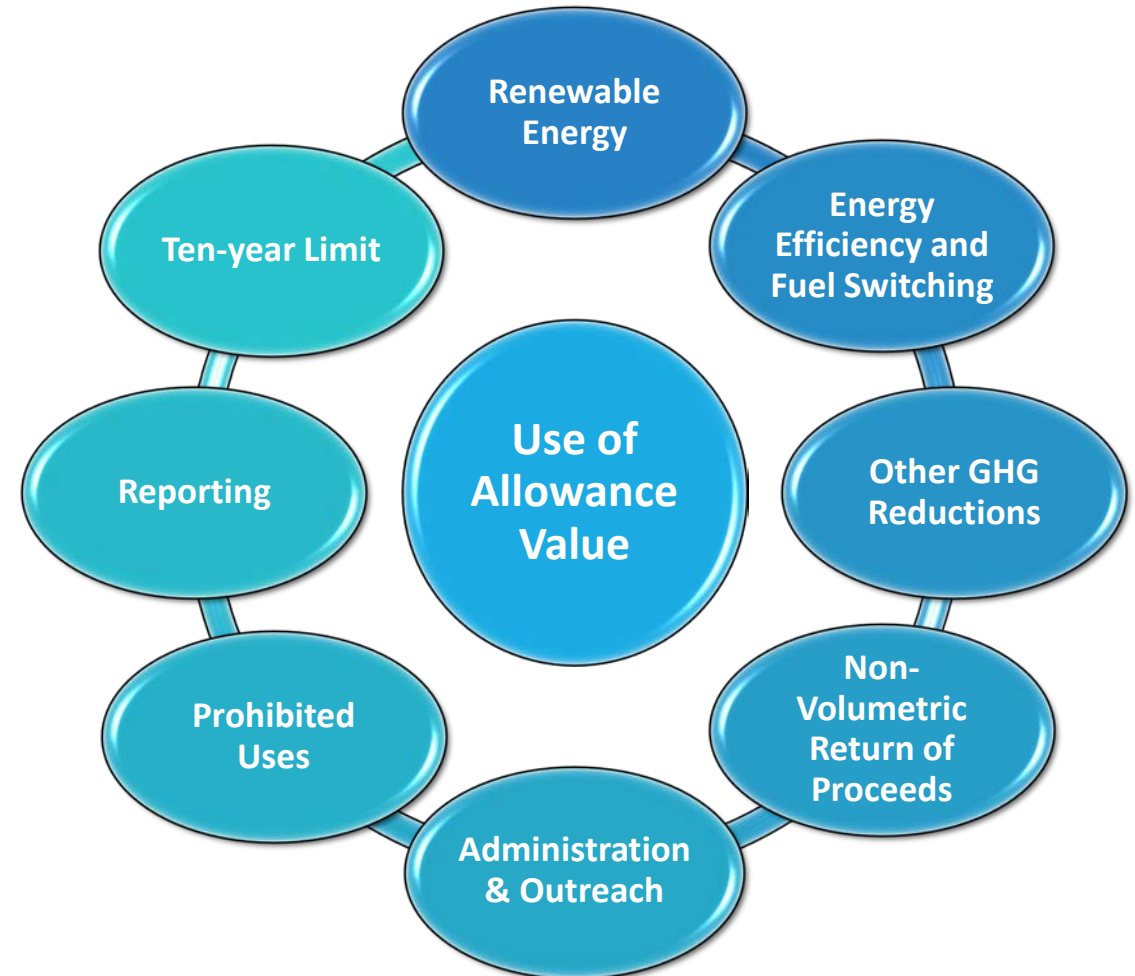 Renewable
Energy
Energy
Efficiency and
Fuel Switching
Other GHG
Reductions
Non-
Volumetric
Return of
Proceeds
Administration
& Outreach
Prohibited
Uses
Reporting
Ten-year Limit
Use of
Allowance
Value